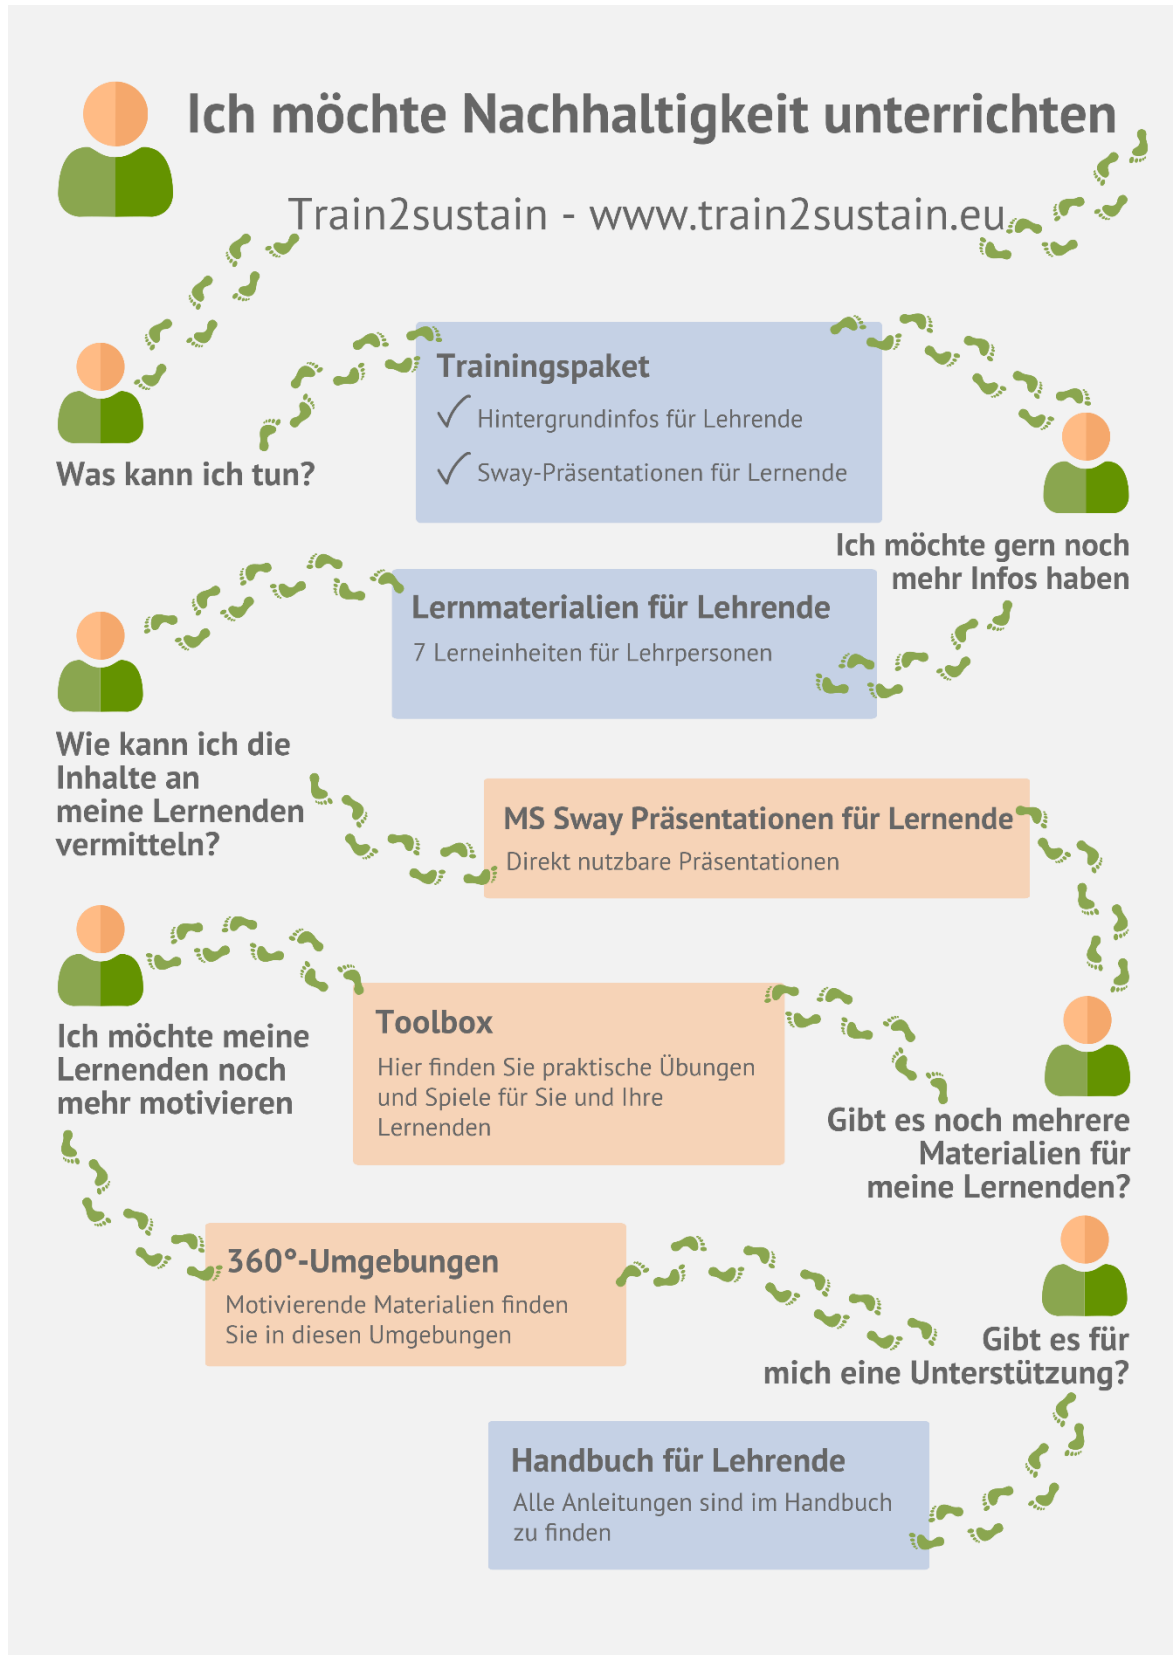 Ich möchte Nachhaltigkeit unterrichten
Train2sustain - www.train2sustain.eu
Was kann ich tun?
Trainingspaket
Hintergrundinfos für Lehrende
Sway-Präsentationen für Lernende
Ich möchte gern noch
mehr Infos haben
Lernmaterialien für Lehrende
7 Lerneinheiten für Lehrpersonen
Wie kann ich die
Inhalte an
meine Lernenden
vermitteln?
MS Sway Präsentationen für Lernende
Direkt nutzbare Präsentationen
Gibt es noch mehrere
Materialien für
meine Lernenden?
Toolbox
Hier finden Sie praktische Übungen
und Spiele für Sie und Ihre
Lernenden
Ich möchte meine
Lernenden noch
mehr motivieren
360°-Umgebungen
Motivierende Materialien finden
Sie in diesen Umgebungen
Gibt es für
mich eine Unterstützung?
Handbuch für Lehrende
Alle Anleitungen sind im Handbuch
zu finden